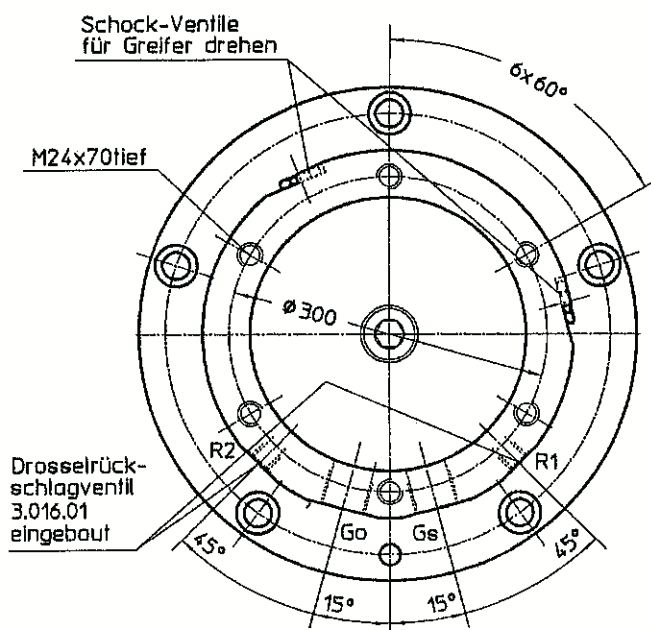 Schock-Ventile
für Greifer drehen
6x60°
M24x70tief
ø300
R2
R1
Drosselrück-
schlagventil
3.016.01
eingebaut
Go
Gs
45°
45°
15°
15°